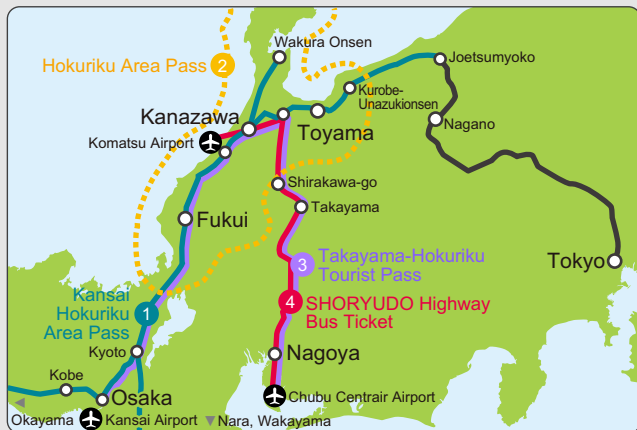 Wakura Onsen
Joetsumyoko
Hokuriku Area Pass 2
Kurobe-
Unazukionsen
Kanazawa
Toyama
Nagano
Komatsu Airport
Shirakawa-go
Takayama
Fukui
3 Takayama-Hokuriku
Tourist Pass
Tokyo
Kansai
Hokuriku
Area Pass
1
4 SHORYUDO Highway
Bus Ticket
Kyoto
Nagoya
Kobe
Osaka
Chubu Centrair Airport
Okayama
Kansai Airport
Nara, Wakayama